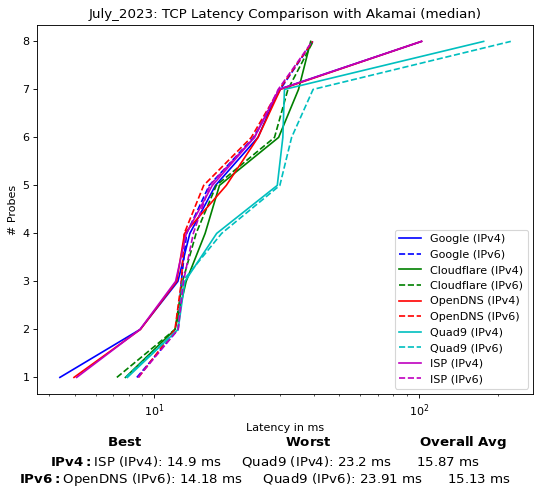 July_2023: TCP Latency Comparison with Akamai (median)
8
7
6
5
4
3
2
1
# Probes
Google (IPv4)
Google (IPv6)
Cloudflare (IPv4)
Cloudflare (IPv6)
OpenDNS (IPv4)
OpenDNS (IPv6)
Quad9 (IPv4)
Quad9 (IPv6)
ISP (IPv4)
ISP (IPv6)
10¹ 10²
Latency in ms
Best Worst Overall Avg
IPv4: ISP (IPv4): 14.9 ms Quad9 (IPv4): 23.2 ms 15.87 ms
IPv6: OpenDNS (IPv6): 14.18 ms Quad9 (IPv6): 23.91 ms 15.13 ms